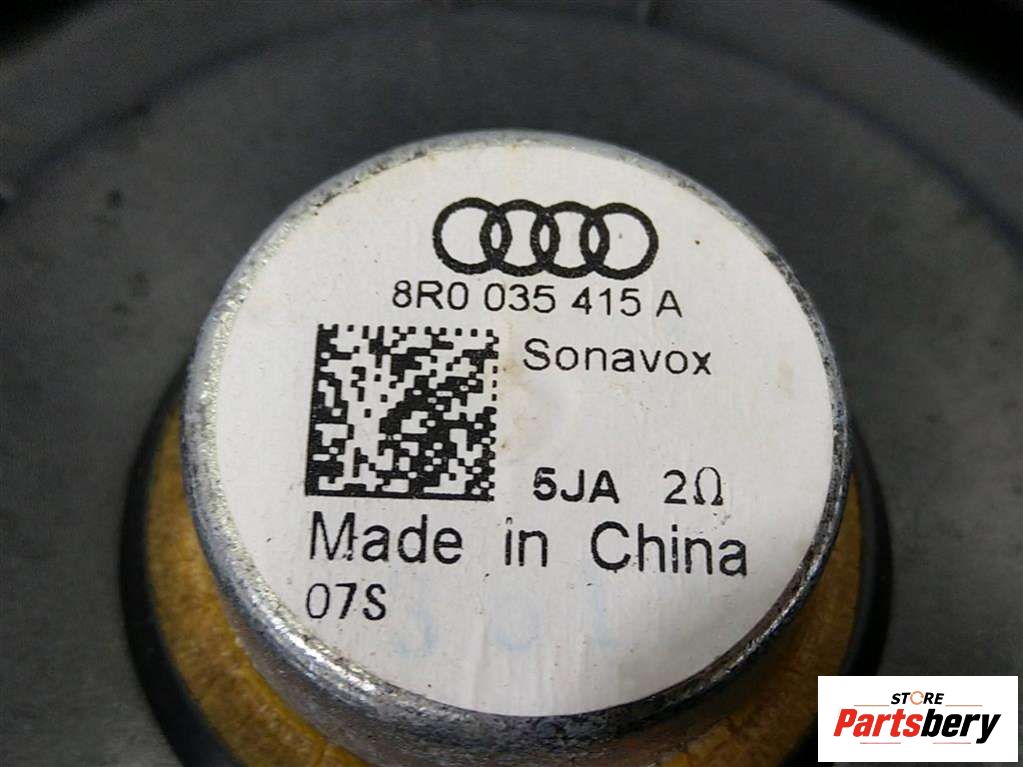 8R0 035 415 A
Sonavox
5JA 2Ω
Made in China
07S
STORE
Partsbery